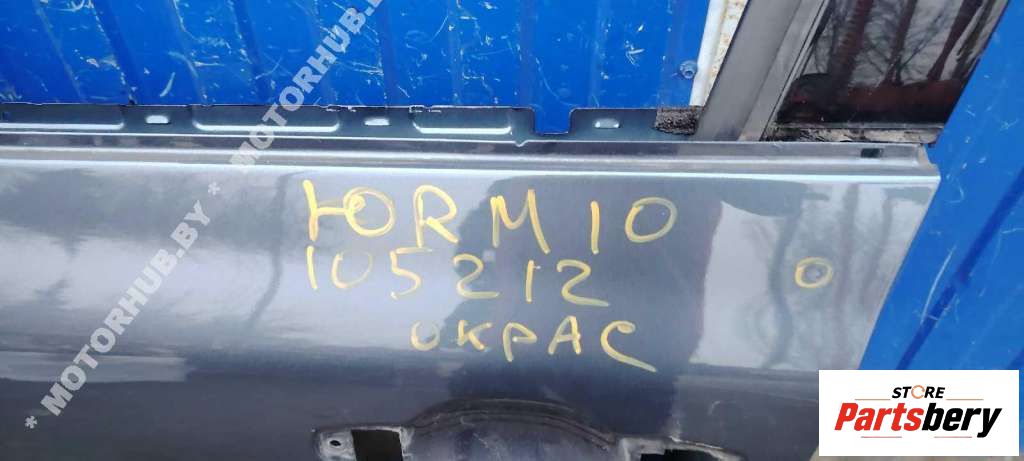 * MOTORHUB.BY * MOTORHUB.BY
ЮRM10
105212
ОКРАС
STORE
Partsbery